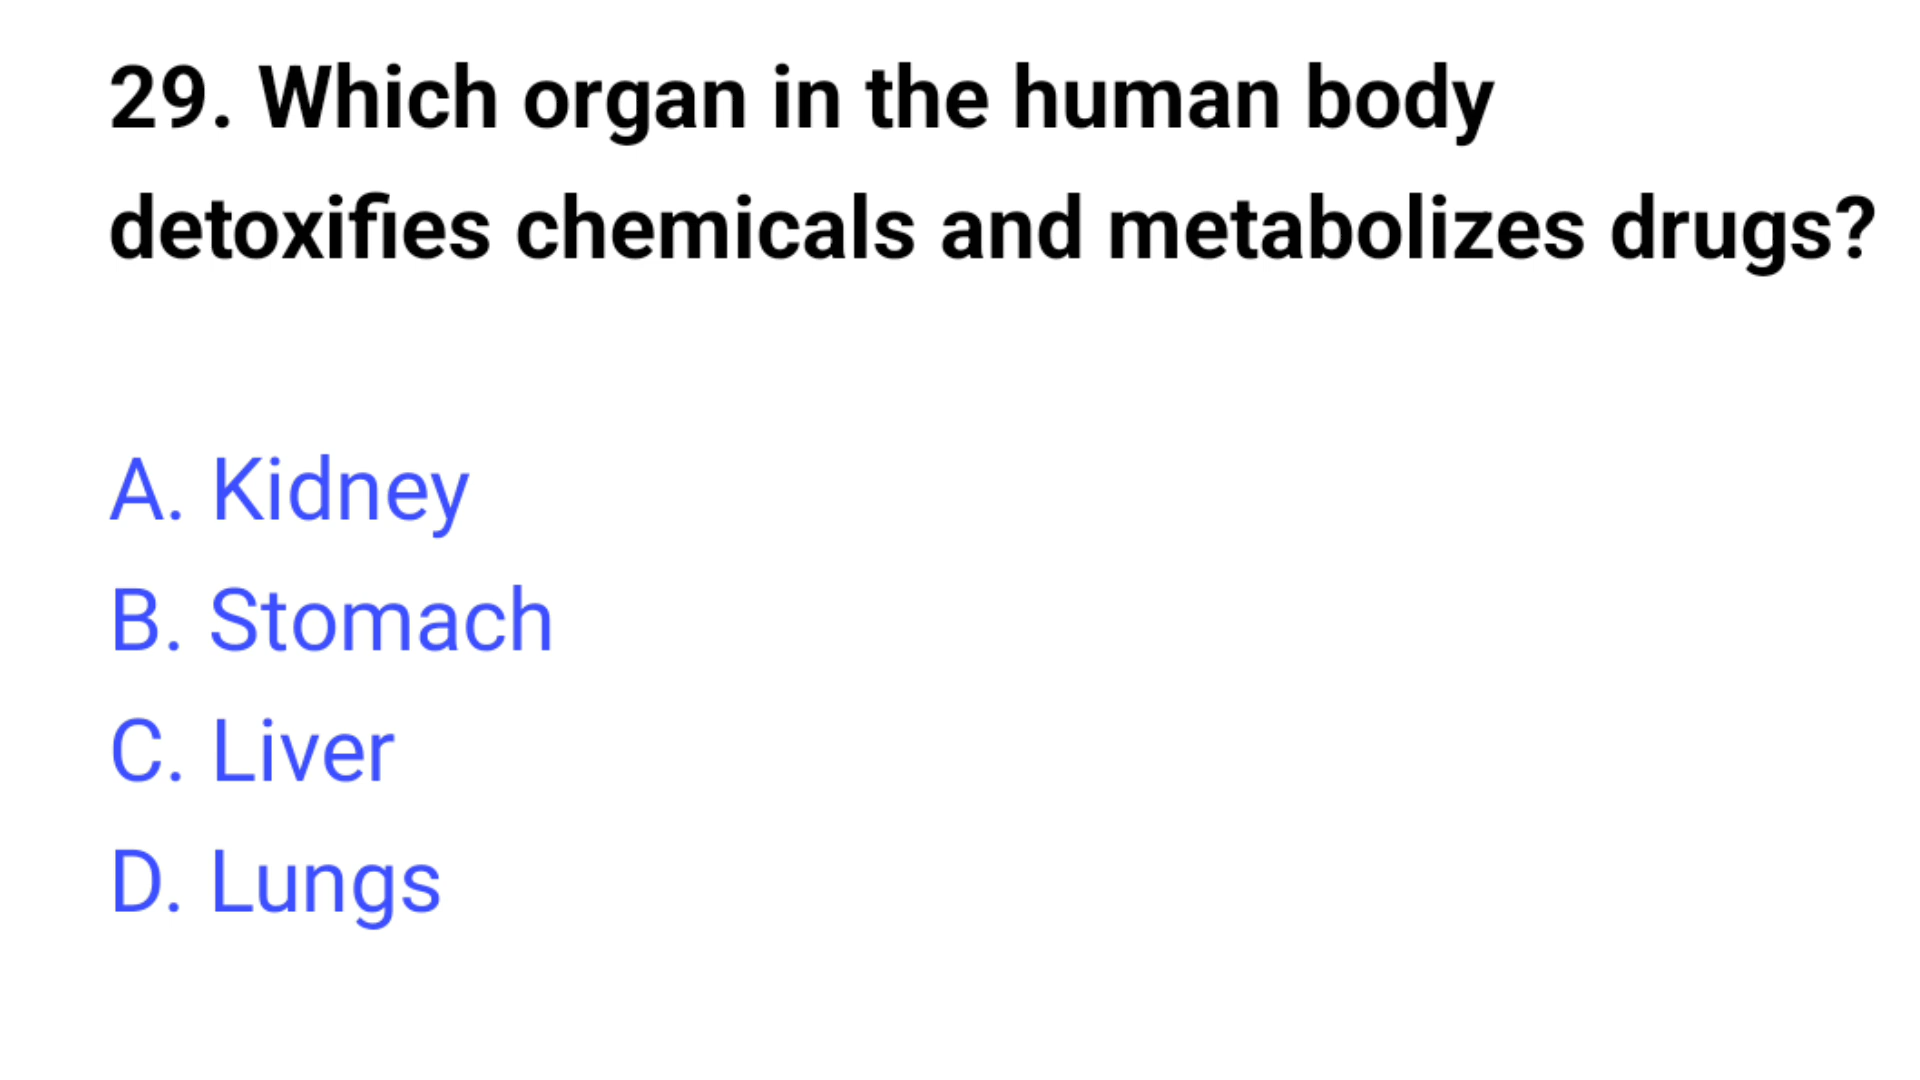 29. Which organ in the human body
detoxifies chemicals and metabolizes drugs?
A. Kidney
B. Stomach
C. Liver
D. Lungs